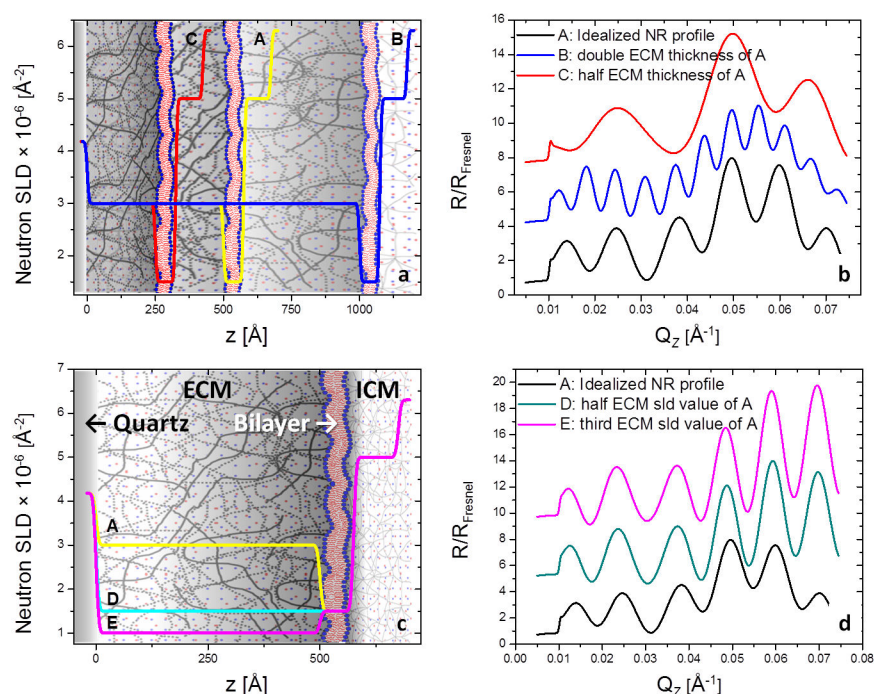 C A B
6
5
4
3
2
0 250 500 750 1000
Neutron SLD × 10⁻⁶ [Å⁻²]
z [Å]
a
A: Idealized NR profile
B: double ECM thickness of A
C: half ECM thickness of A
16
14
12
10
8
6
4
2
0
0.00 0.01 0.02 0.03 0.04 0.05 0.06 0.07
R/R_Fresnel
Q_Z [Å⁻¹]
b
ECM ICM
← Quartz Bilayer →
A
D
E
7
6
5
4
3
2
1
0 250 500
Neutron SLD × 10⁻⁶ [Å⁻²]
z [Å]
c
A: Idealized NR profile
D: half ECM sld value of A
E: third ECM sld value of A
20
18
16
14
12
10
8
6
4
2
0
0.00 0.01 0.02 0.03 0.04 0.05 0.06 0.07 0.08
R/R_Fresnel
Q_Z [Å⁻¹]
d